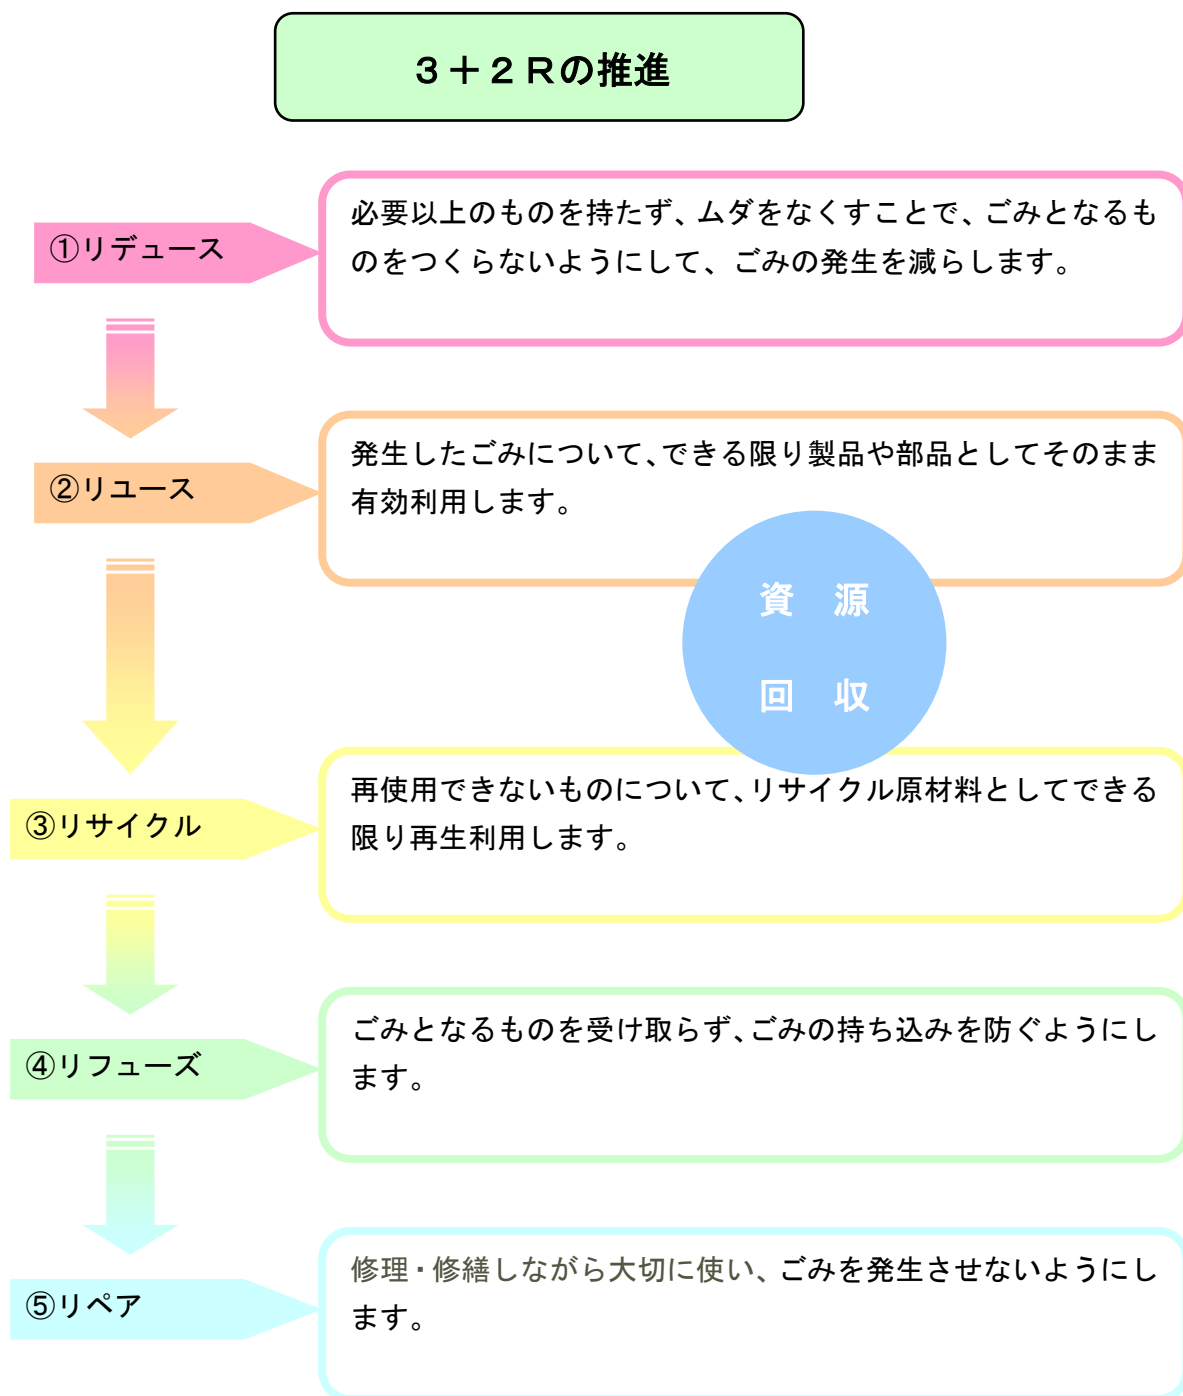 ３＋２Ｒの推進
①リデュース
必要以上のものを持たず、ムダをなくすことで、ごみとなるも
のをつくらないようにして、ごみの発生を減らします。
②リユース
発生したごみについて、できる限り製品や部品としてそのまま
有効利用します。
資　源
回　収
③リサイクル
再使用できないものについて、リサイクル原材料としてできる
限り再生利用します。
④リフューズ
ごみとなるものを受け取らず、ごみの持ち込みを防ぐようにし
ます。
⑤リペア
修理・修繕しながら大切に使い、ごみを発生させないようにし
ます。